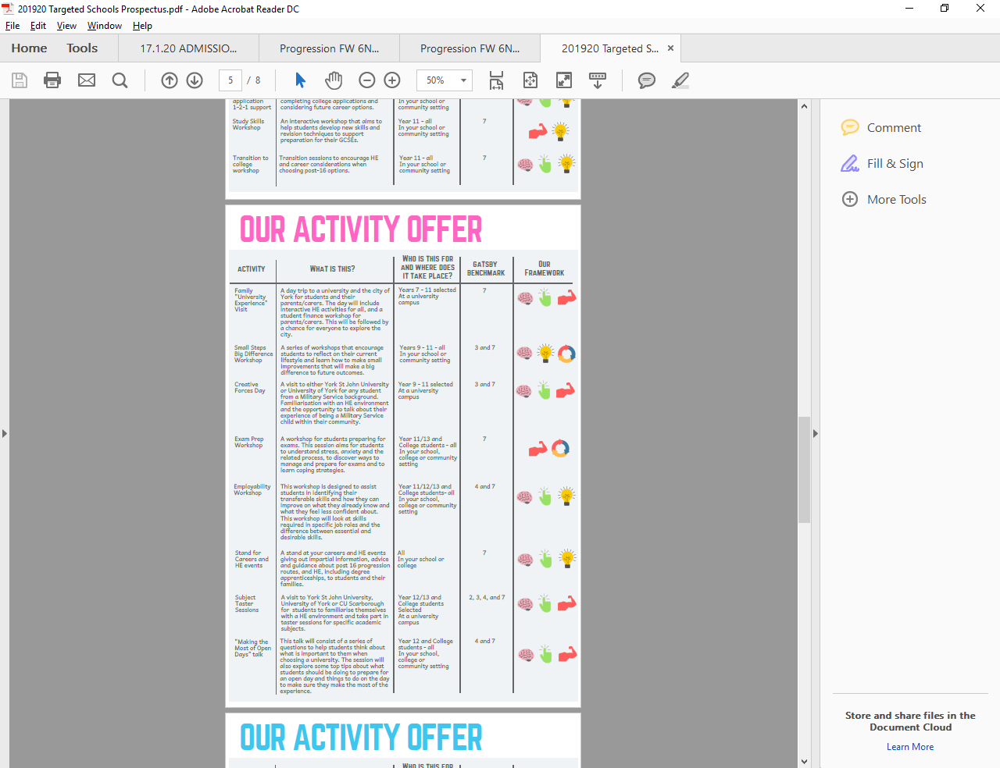 201920 Targeted Schools Prospectus.pdf - Adobe Acrobat Reader DC
File Edit View Window Help
Home Tools 17.1.20 ADMISSIO... Progression FW 6N... Progression FW 6N... 201920 Targeted S... ×
5 / 8 50%
application completing college applications and In your school or
1-2-1 support considering future career options. community setting
Study Skills An interactive workshop that aims to Year 11 - all 7
Workshop help students develop new skills and In your school or
revision techniques to support community setting
preparation for their GCSEs.
Transition to Transition sessions to encourage HE Year 11 - all 7
college and career considerations when In your school or
workshop choosing post-16 options. community setting
OUR ACTIVITY OFFER
ACTIVITY
WHAT IS THIS?
WHO IS THIS FOR
AND WHERE DOES
IT TAKE PLACE?
GATSBY
BENCHMARK
OUR
FRAMEWORK
Family
"University
Experience"
Visit
A day trip to a university and the city of
York for students and their
parents/carers. The day will include
interactive HE activities for all, and a
student finance workshop for
parents/carers. This will be followed by
a chance for everyone to explore the
city.
Years 7 - 11 selected
At a university
campus
7
Small Steps
Big Difference
Workshop
A series of workshops that encourage
students to reflect on their current
lifestyle and learn how to make small
improvements that will make a big
difference to future outcomes.
Years 9 - 11 - all
In your school or
community setting
3 and 7
Creative
Forces Day
A visit to either York St John University
or University of York for any student
from a Military Service background.
Familiarisation with an HE environment
and the opportunity to talk about their
experience of being a Military Service
child within their community.
Year 9 - 11 selected
At a university
campus
3 and 7
Exam Prep
Workshop
A workshop for students preparing for
exams. This session aims for students
to understand stress, anxiety and the
related process, to discover ways to
manage and prepare for exams and to
learn coping strategies.
Year 11/13 and
College students - all
In your school,
college or community
setting
7
Employability
Workshop
This workshop is designed to assist
students in identifying their
transferable skills and how they can
improve on what they already know and
what they feel less confident about.
This workshop will look at skills
required in specific job roles and the
difference between essential and
desirable skills.
Year 11/12/13 and
College students- all
In your school,
college or community
setting
4 and 7
Stand for
Careers and
HE events
A stand at your careers and HE events
giving out impartial information, advice
and guidance about post 16 progression
routes, and HE, including degree
apprenticeships, to students and their
families.
All
In your school or
college
7
Subject
Taster
Sessions
A visit to York St John University,
University of York or CU Scarborough
for students to familiarise themselves
with a HE environment and take part in
taster sessions for specific academic
subjects.
Year 12/13 and
College students
Selected
At a university
campus
2, 3, 4, and 7
"Making the
Most of Open
Days" talk
This talk will consist of a series of
questions to help students think about
what is important to them when
choosing a university. The session will
also explore some top tips about what
students should be doing to prepare for
an open day and things to do on the day
to make sure they make the most of the
experience.
Year 12 and College
students - all
In your school,
college or
community setting
4 and 7
OUR ACTIVITY OFFER
WHO IS THIS FOR
Comment
Fill & Sign
More Tools
Store and share files in the
Document Cloud
Learn More